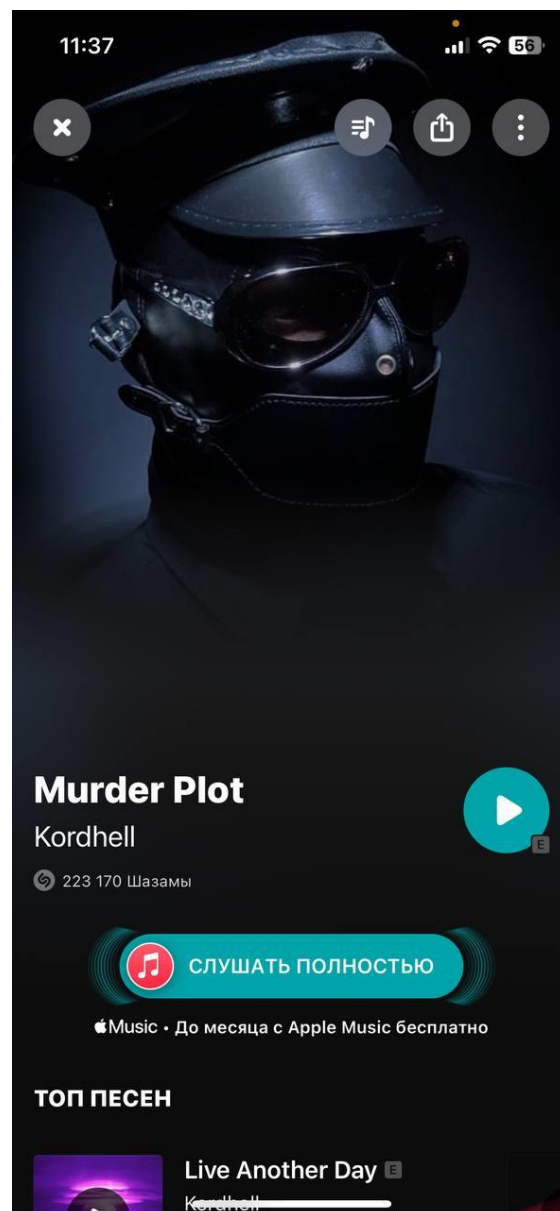 11:37
56
Murder Plot
Kordhell
E
223 170 Шазамы
СЛУШАТЬ ПОЛНОСТЬЮ
Music • До месяца с Apple Music бесплатно
ТОП ПЕСЕН
Live Another Day E
Kordhell